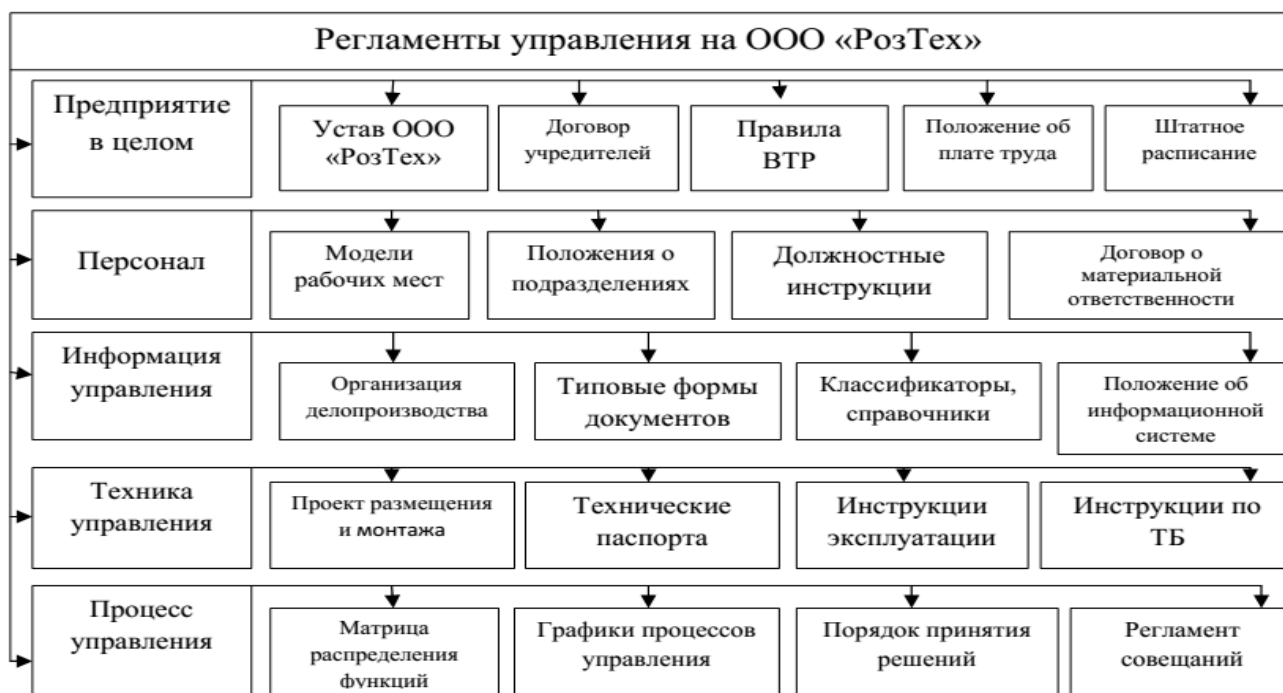 Регламенты управления на ООО «РозТех»
Предприятие
в целом
Устав ООО
«РозТех»
Договор
учредителей
Правила
ВТР
Положение об
плате труда
Штатное
расписание
Персонал
Модели
рабочих мест
Положения о
подразделениях
Должностные
инструкции
Договор о
материальной
ответственности
Информация
управления
Организация
делопроизводства
Типовые формы
документов
Классификаторы,
справочники
Положение об
информационной
системе
Техника
управления
Проект размещения
и монтажа
Технические
паспорта
Инструкции
эксплуатации
Инструкции по
ТБ
Процесс
управления
Матрица
распределения
функций
Графики процессов
управления
Порядок принятия
решений
Регламент
совещаний